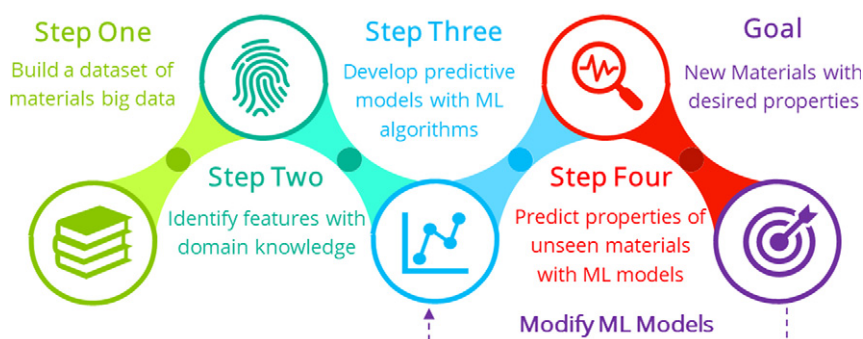 Step One
Build a dataset of
materials big data
Step Two
Identify features with
domain knowledge
Step Three
Develop predictive
models with ML
algorithms
Step Four
Predict properties of
unseen materials
with ML models
Goal
New Materials with
desired properties
Modify ML Models